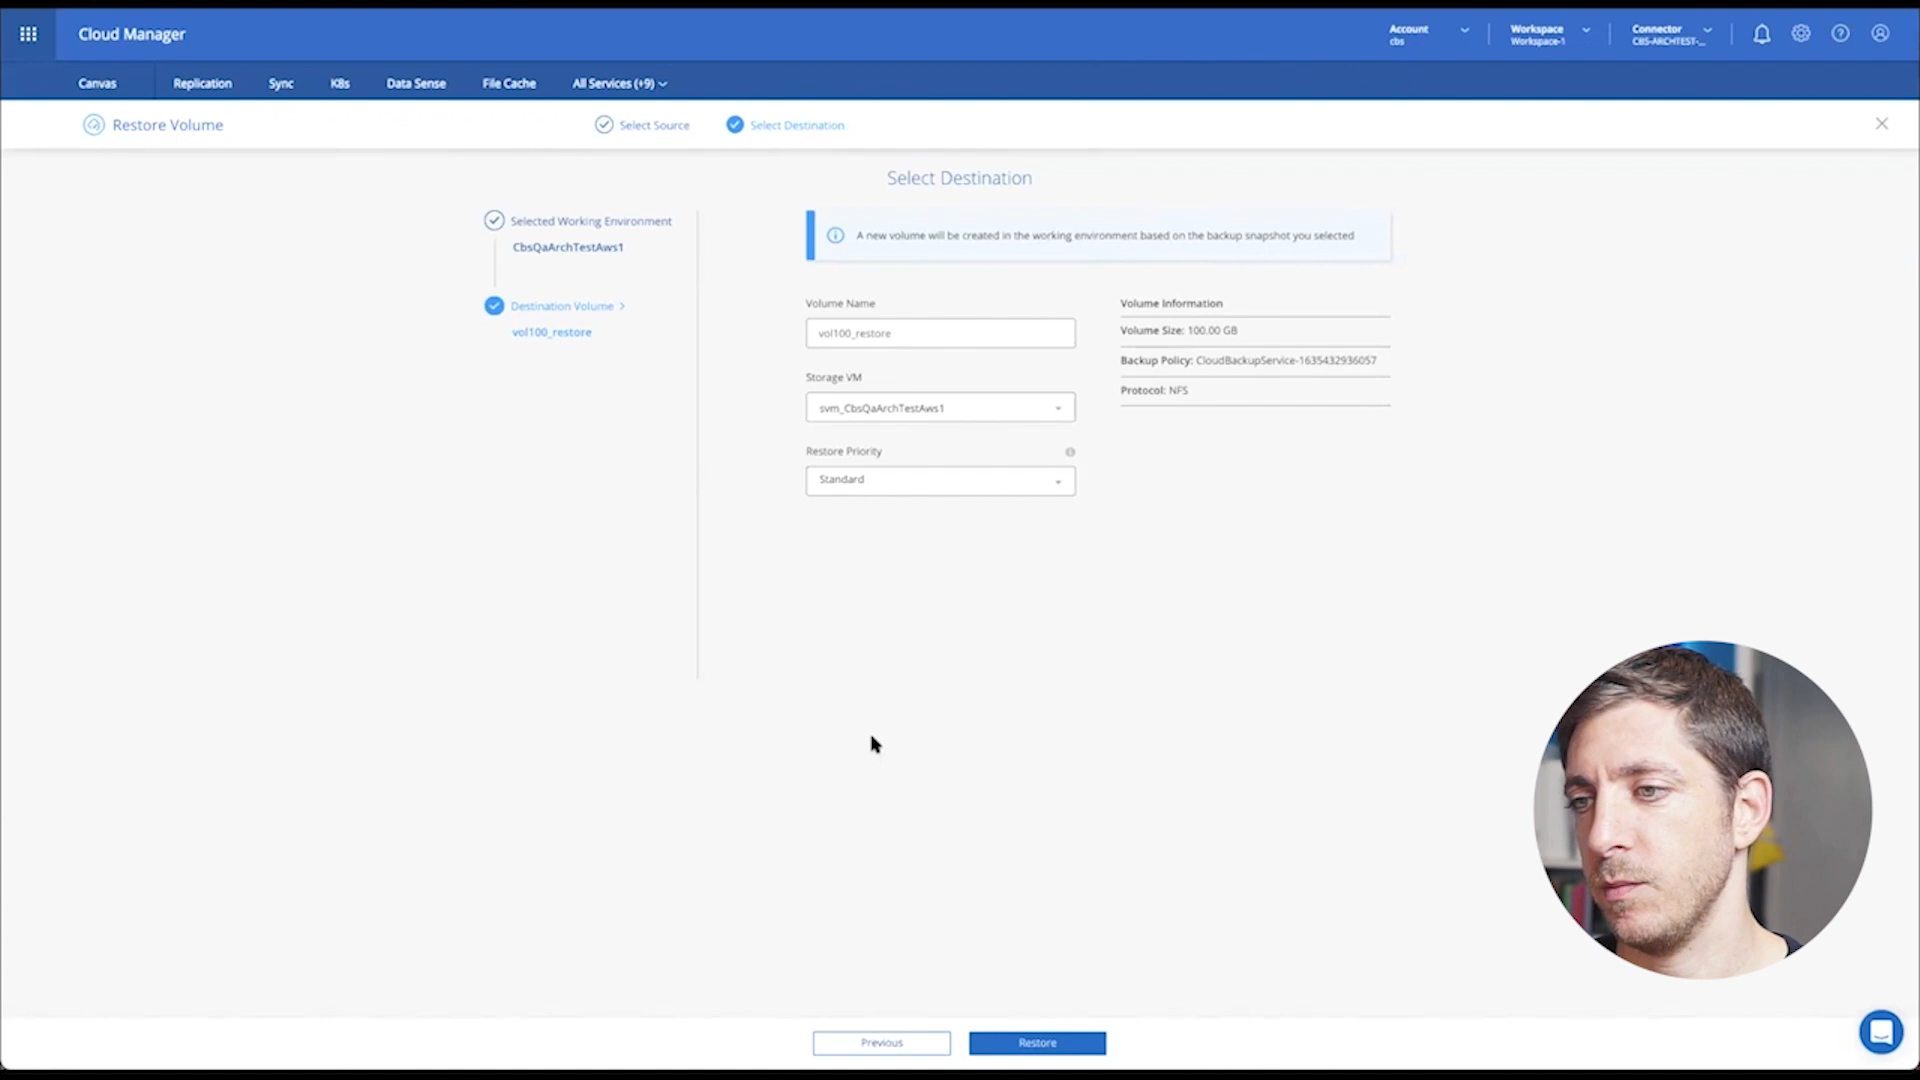 Cloud Manager
Account
cbs
Workspace
Workspace-1
Connector
CBS-ARCHTEST-...
Canvas
Replication
Sync
K8s
Data Sense
File Cache
All Services (+9)
Restore Volume
Select Source
Select Destination
Select Destination
Selected Working Environment
CbsQaArchTestAws1
Destination Volume >
vol100_restore
A new volume will be created in the working environment based on the backup snapshot you selected
Volume Name
vol100_restore
Storage VM
svm_CbsQaArchTestAws1
Restore Priority
Standard
Volume Information
Volume Size: 100.00 GB
Backup Policy: CloudBackupService-1635432936057
Protocol: NFS
Previous
Restore